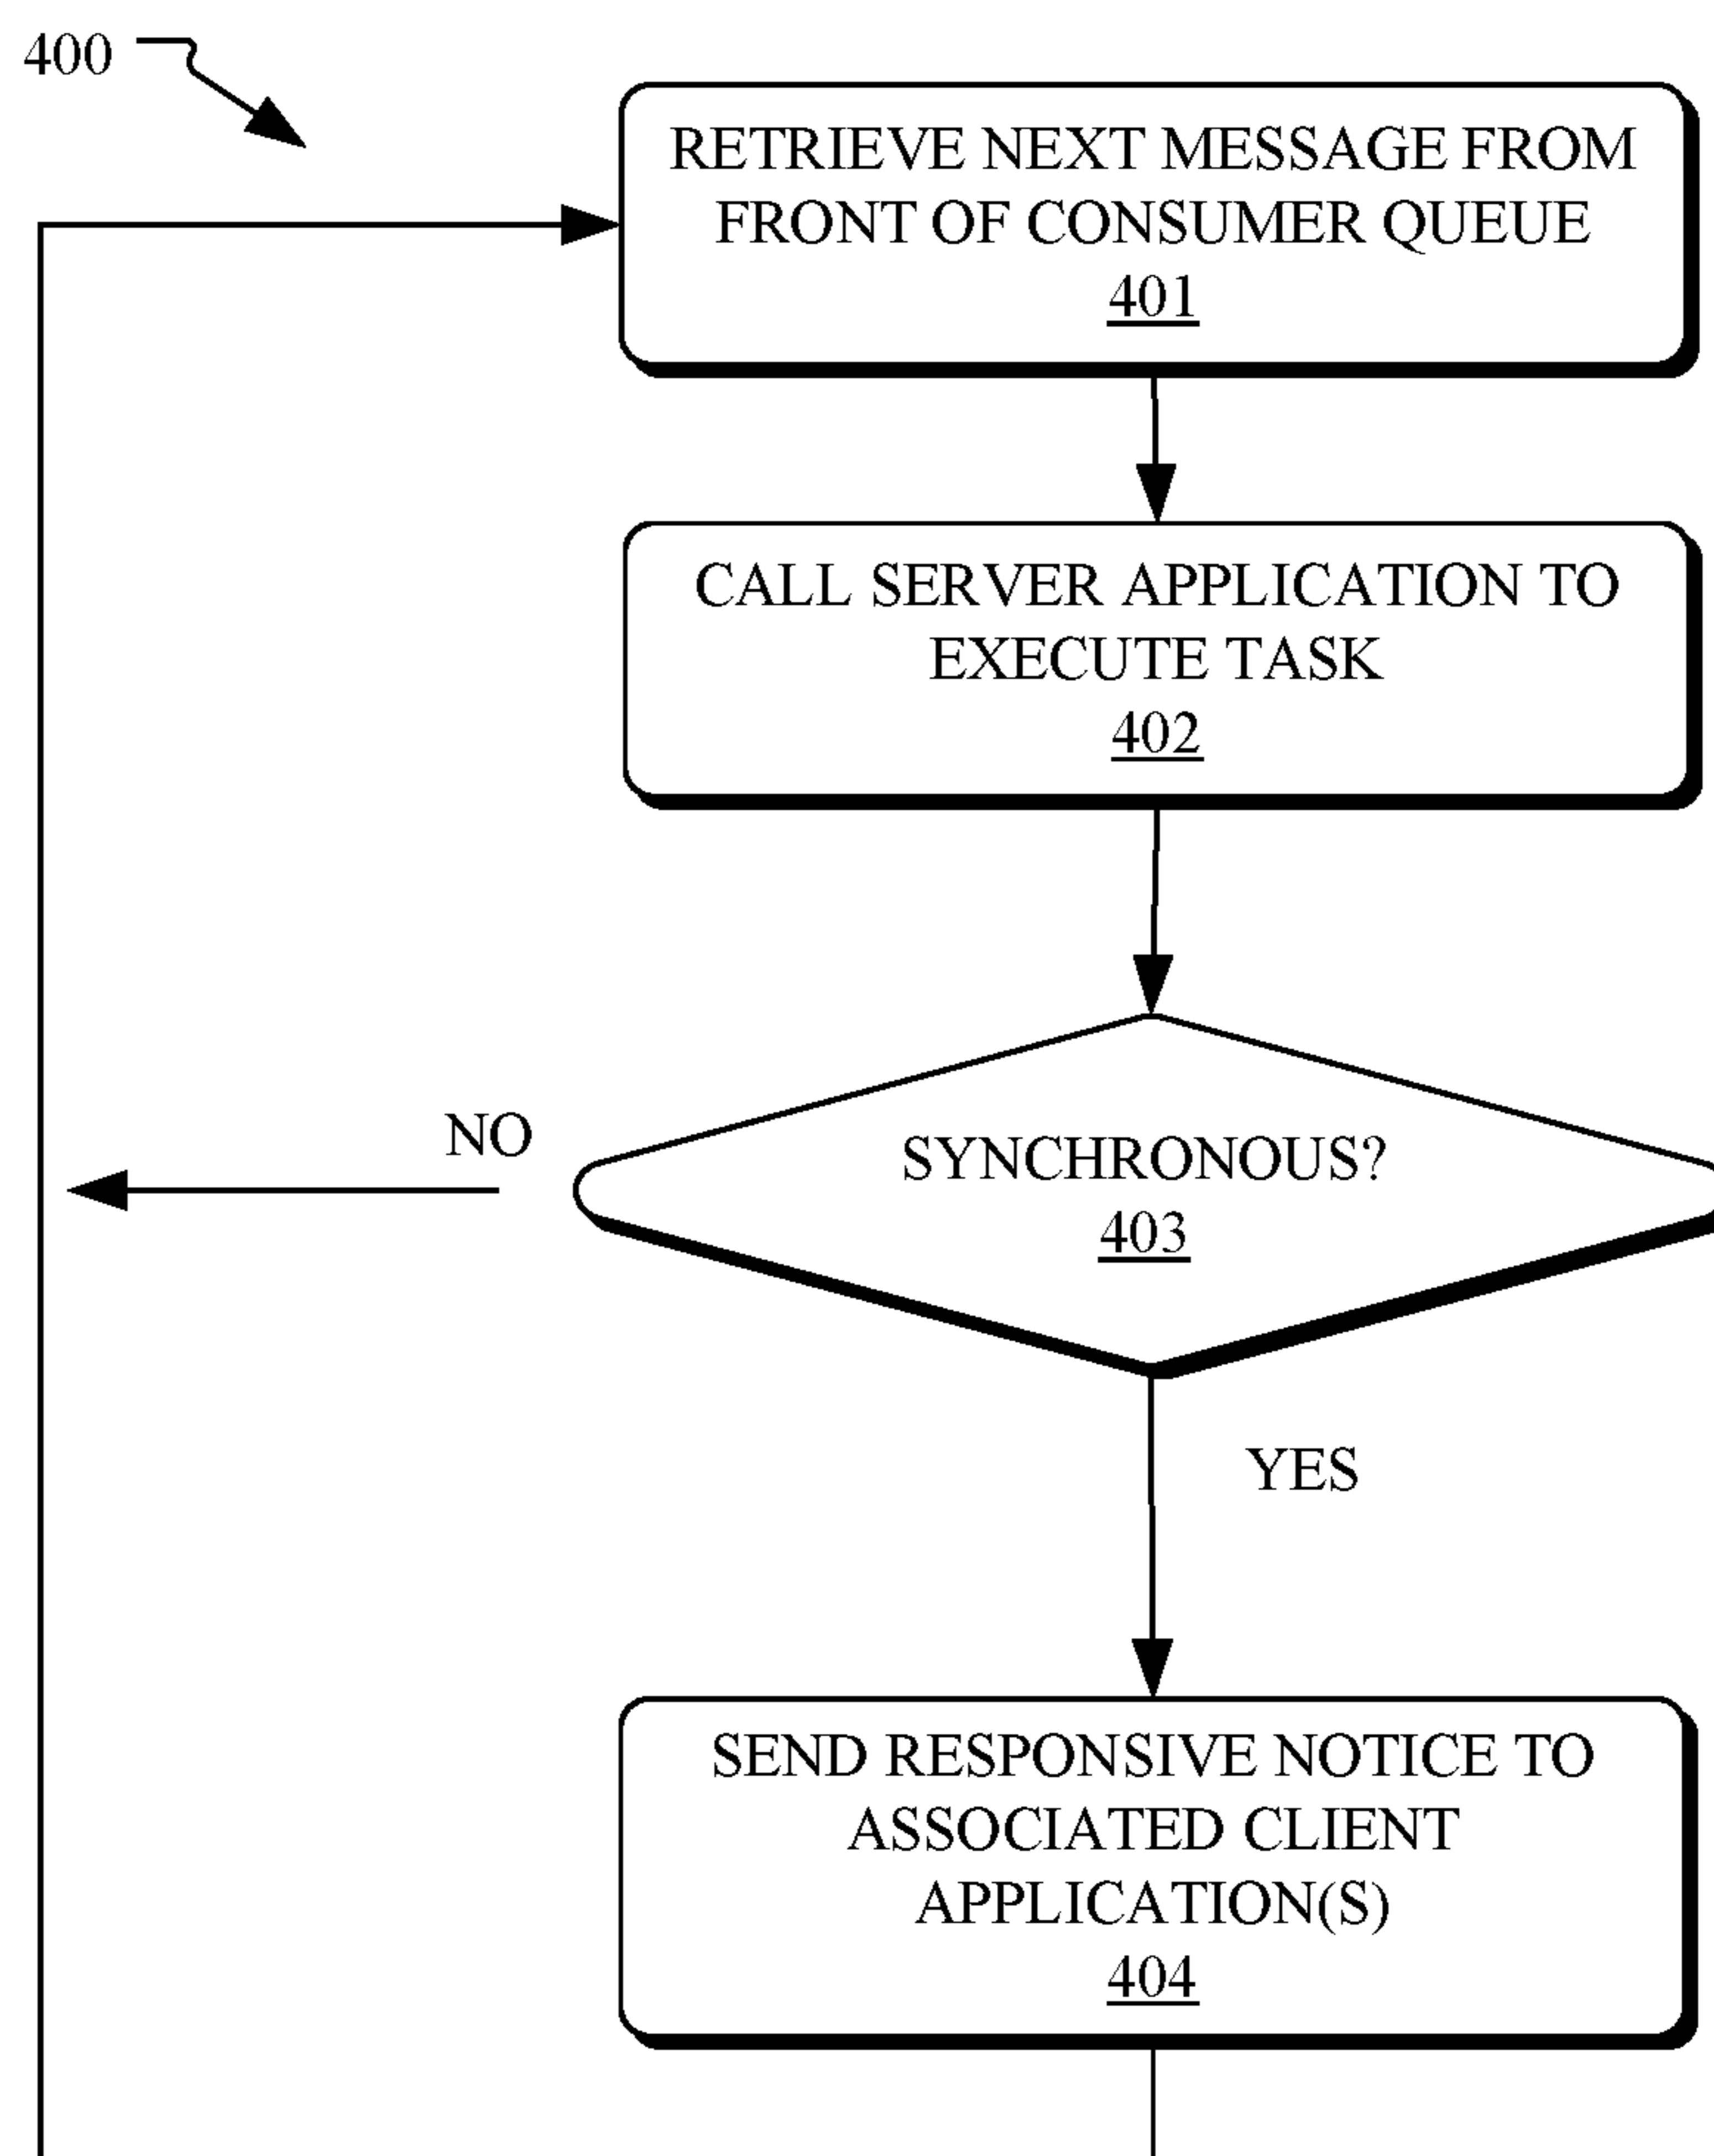 400
RETRIEVE NEXT MESSAGE FROM
FRONT OF CONSUMER QUEUE
401
CALL SERVER APPLICATION TO
EXECUTE TASK
402
NO
SYNCHRONOUS?
403
YES
SEND RESPONSIVE NOTICE TO
ASSOCIATED CLIENT
APPLICATION(S)
404